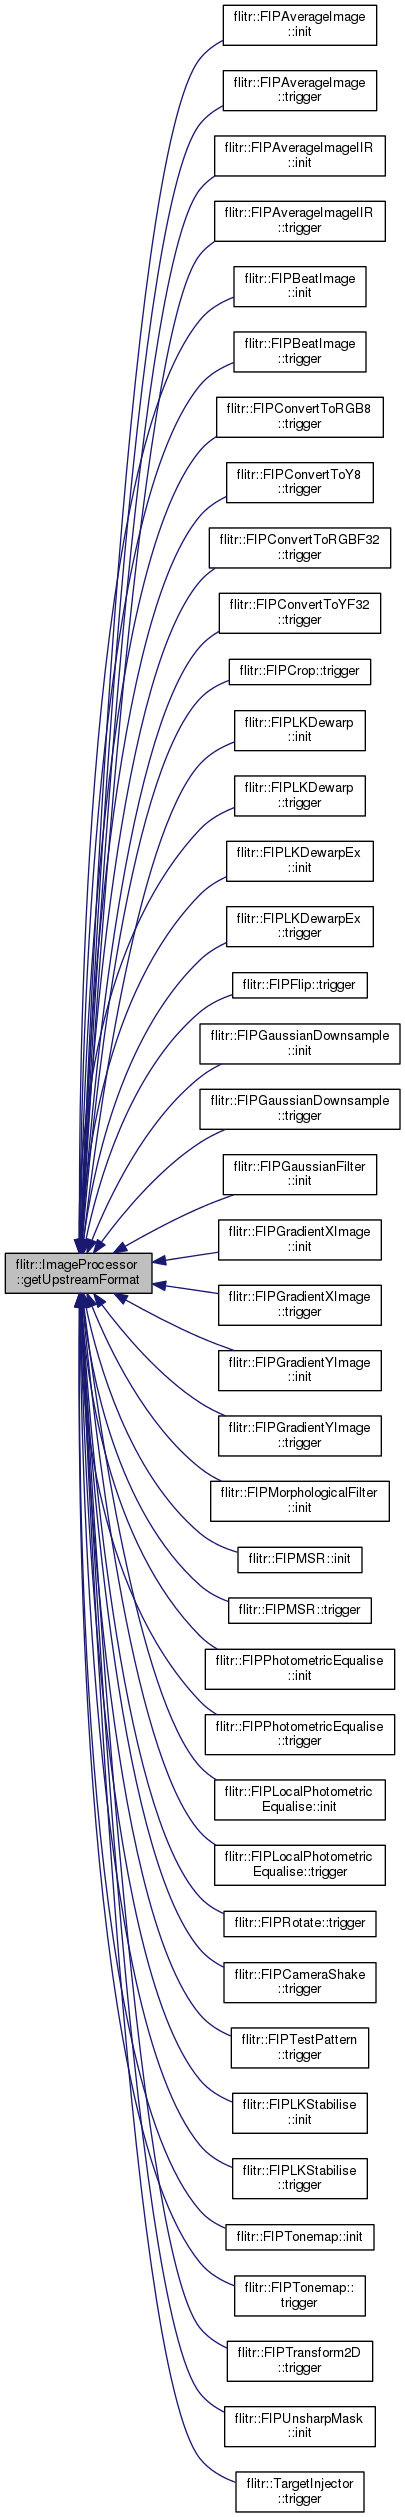 flitr::FIPAverageImage
::init
flitr::FIPAverageImage
::trigger
flitr::FIPAverageImageIIR
::init
flitr::FIPAverageImageIIR
::trigger
flitr::FIPBeatImage
::init
flitr::FIPBeatImage
::trigger
flitr::FIPConvertToRGB8
::trigger
flitr::FIPConvertToY8
::trigger
flitr::FIPConvertToRGBF32
::trigger
flitr::FIPConvertToYF32
::trigger
flitr::FIPCrop::trigger
flitr::FIPLKDewarp
::init
flitr::FIPLKDewarp
::trigger
flitr::FIPLKDewarpEx
::init
flitr::FIPLKDewarpEx
::trigger
flitr::FIPFlip::trigger
flitr::FIPGaussianDownsample
::init
flitr::FIPGaussianDownsample
::trigger
flitr::FIPGaussianFilter
::init
flitr::ImageProcessor
::getUpstreamFormat
flitr::FIPGradientXImage
::init
flitr::FIPGradientXImage
::trigger
flitr::FIPGradientYImage
::init
flitr::FIPGradientYImage
::trigger
flitr::FIPMorphologicalFilter
::init
flitr::FIPMSR::init
flitr::FIPMSR::trigger
flitr::FIPPhotometricEqualise
::init
flitr::FIPPhotometricEqualise
::trigger
flitr::FIPLocalPhotometric
Equalise::init
flitr::FIPLocalPhotometric
Equalise::trigger
flitr::FIPRotate::trigger
flitr::FIPCameraShake
::trigger
flitr::FIPTestPattern
::trigger
flitr::FIPLKStabilise
::init
flitr::FIPLKStabilise
::trigger
flitr::FIPTonemap::init
flitr::FIPTonemap::
trigger
flitr::FIPTransform2D
::trigger
flitr::FIPUnsharpMask
::init
flitr::TargetInjector
::trigger